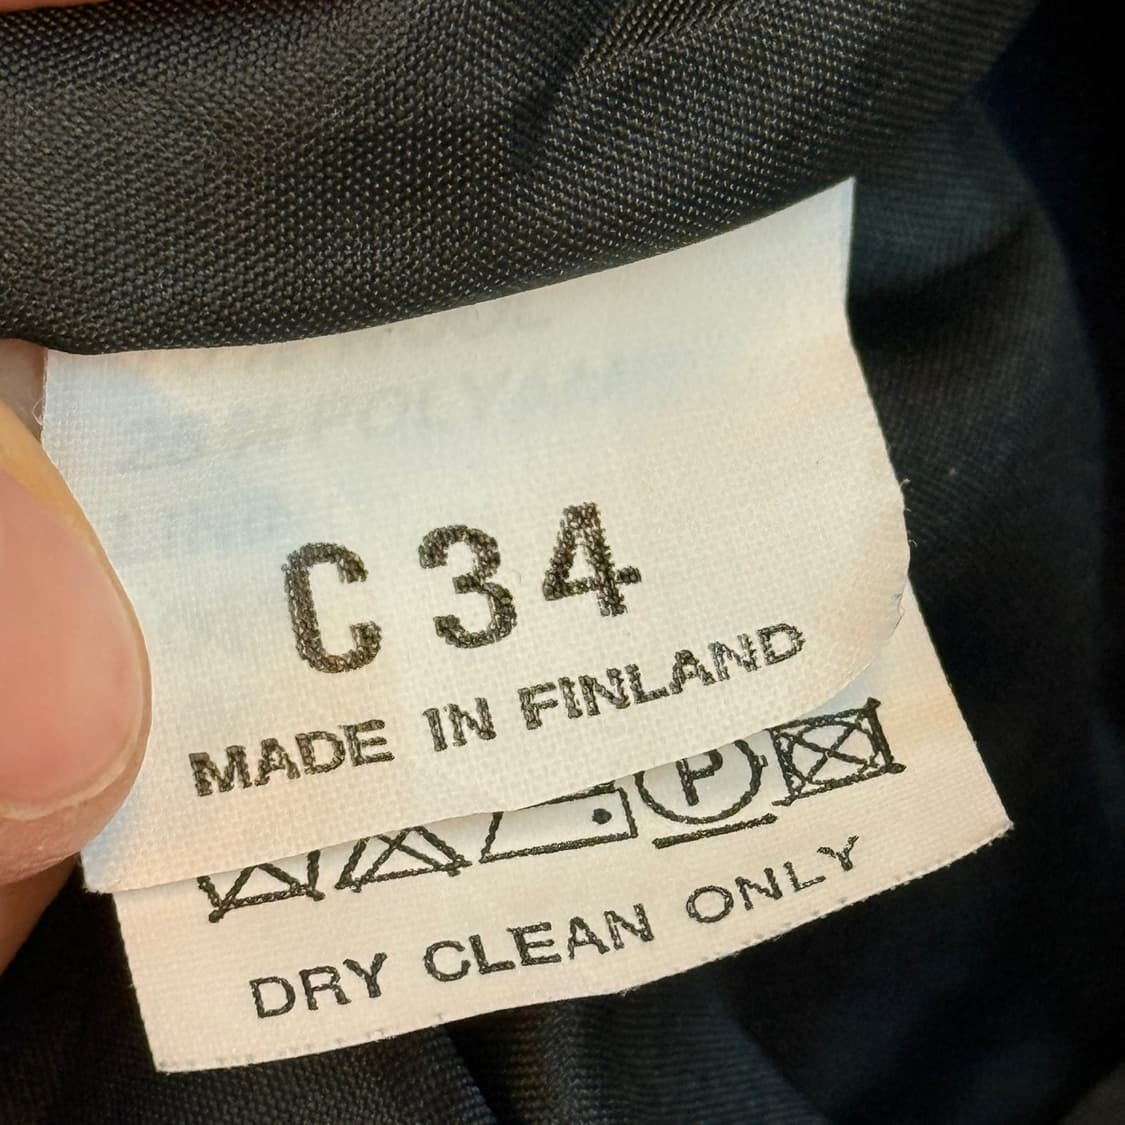 C 34
MADE IN FINLAND
P
DRY CLEAN ONLY